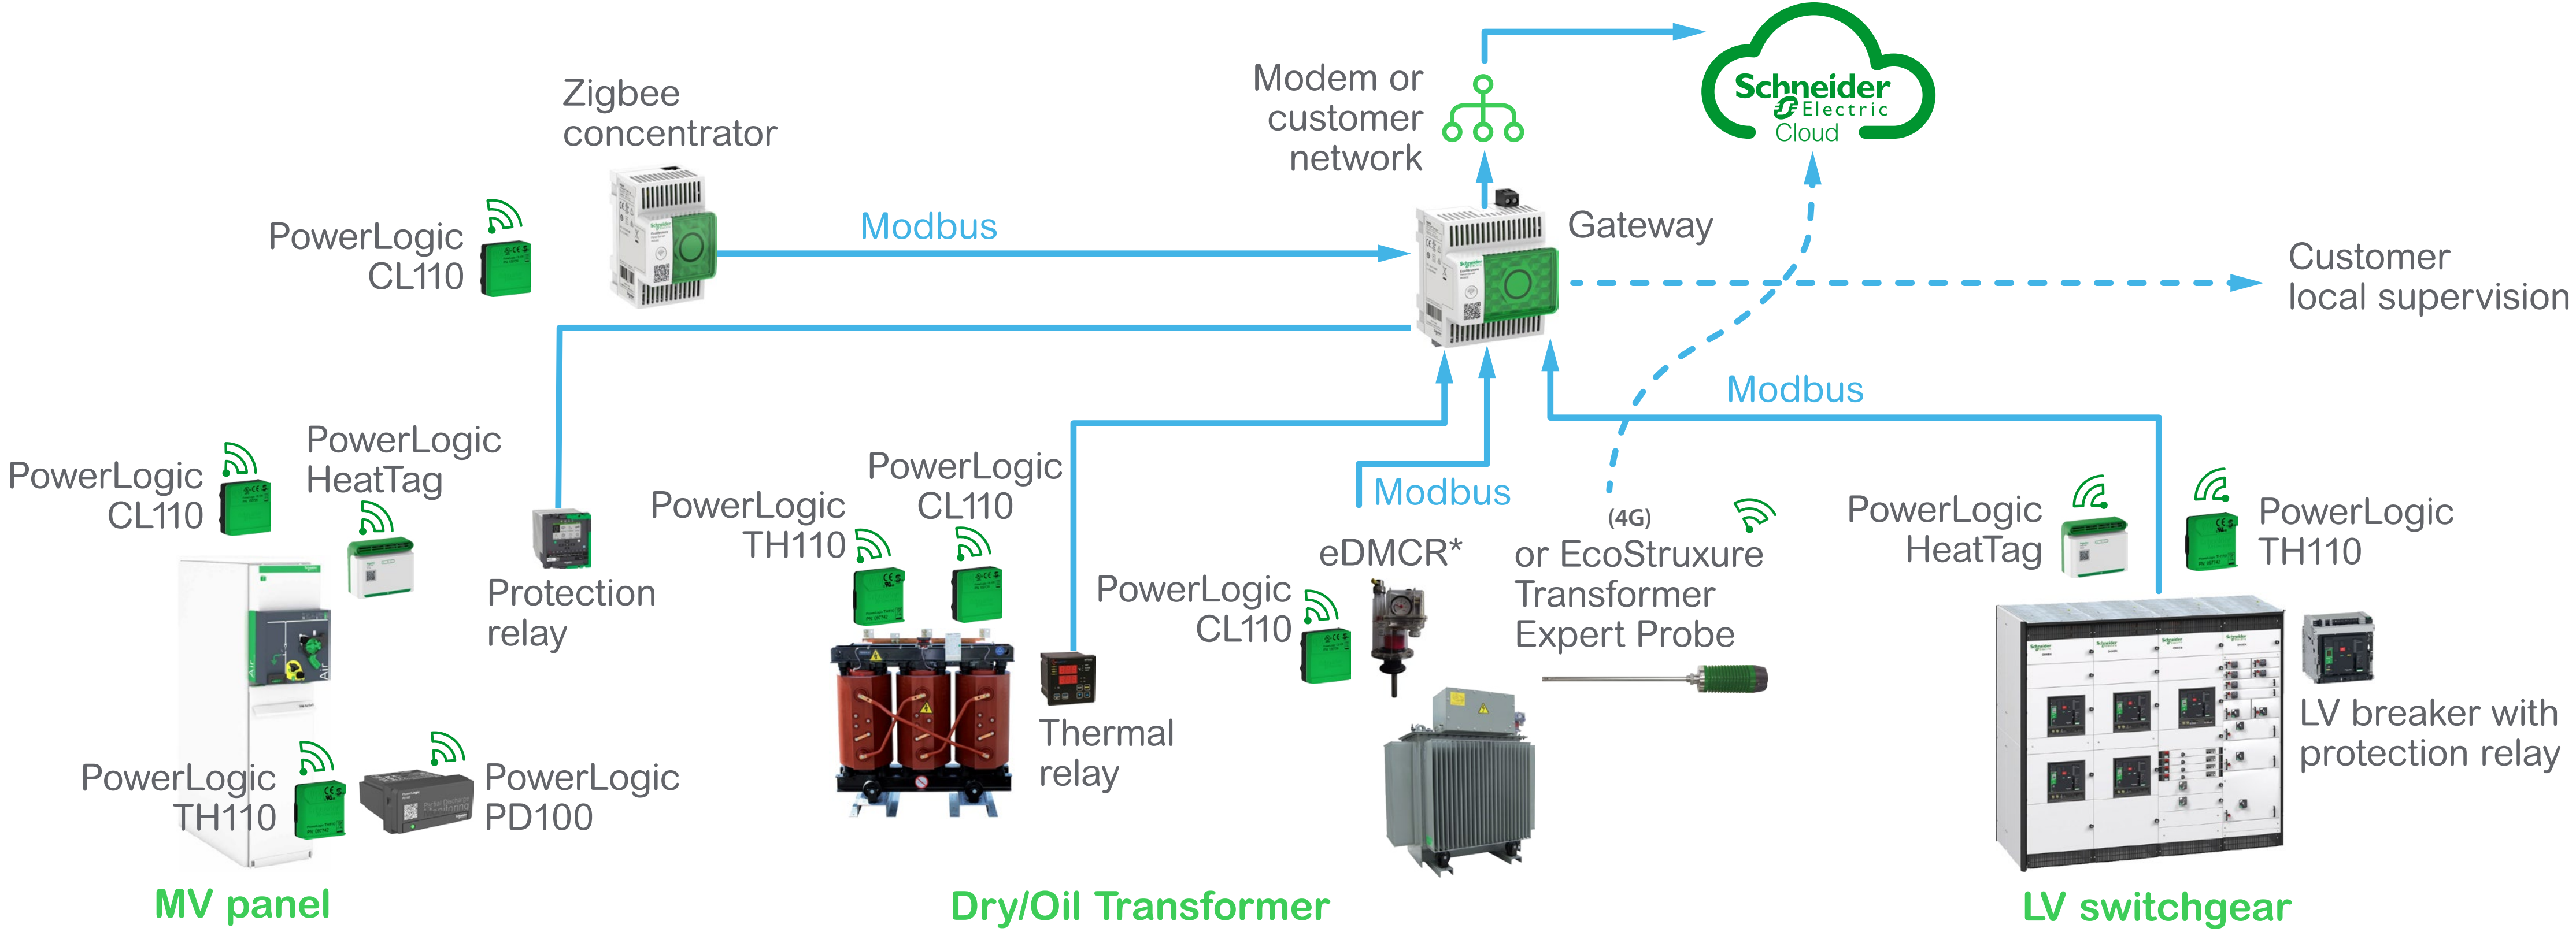 Zigbee
concentrator
Modem or
customer
network
Schneider
Electric
Cloud
PowerLogic
CL110
Modbus
Gateway
Customer
local supervision
Modbus
PowerLogic
CL110
PowerLogic
HeatTag
Protection
relay
PowerLogic
TH110
PowerLogic
CL110
Thermal
relay
Modbus
eDMCR*
PowerLogic
CL110
(4G)
or EcoStruxure
Transformer
Expert Probe
PowerLogic
HeatTag
PowerLogic
TH110
LV breaker with
protection relay
PowerLogic
TH110
PowerLogic
PD100
Air
MV panel
Dry/Oil Transformer
LV switchgear